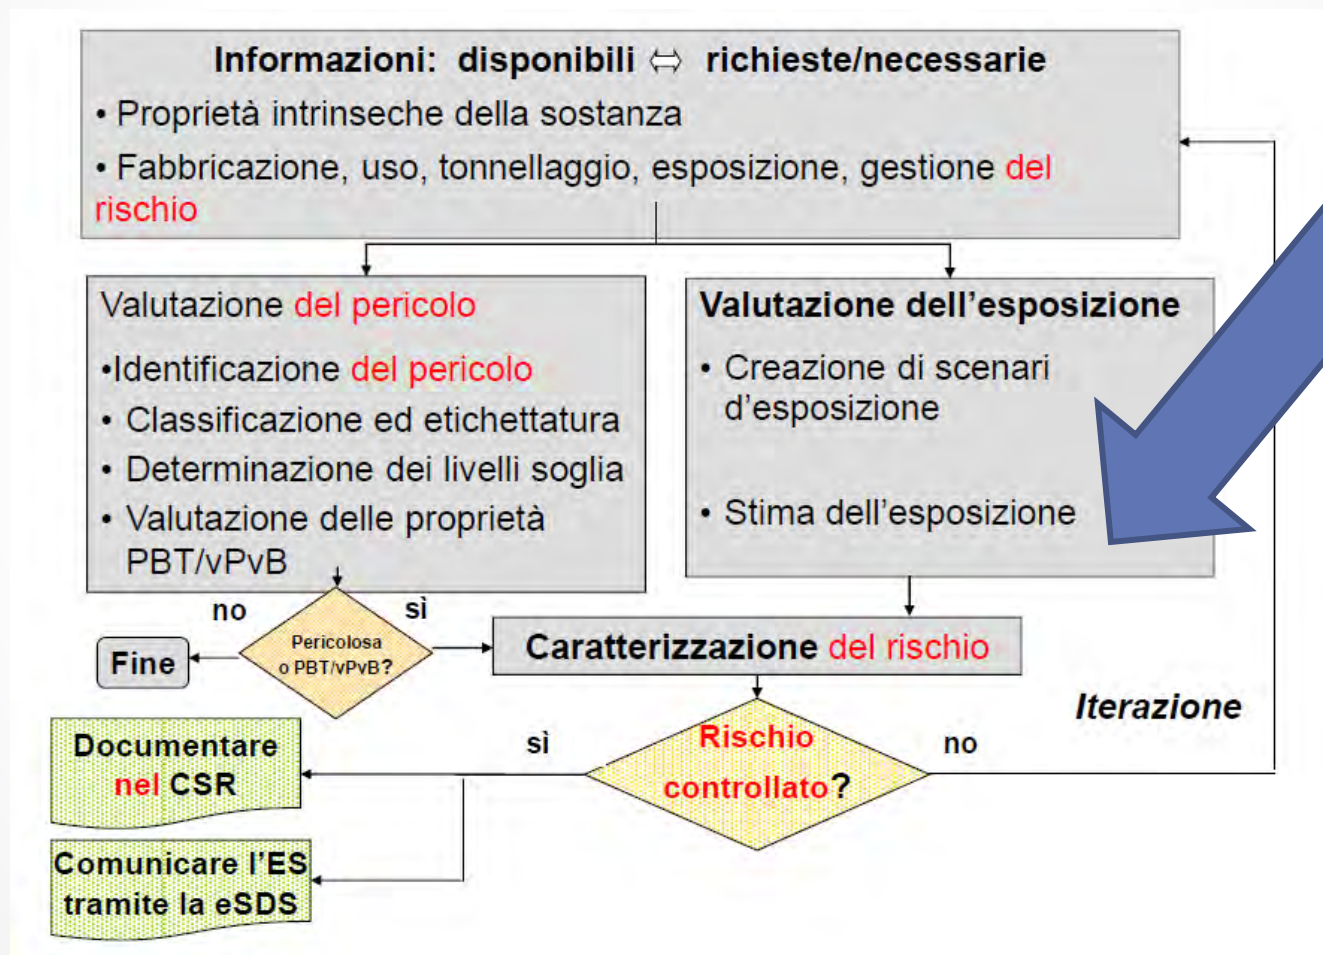 Informazioni: disponibili ⇔ richieste/necessarie
• Proprietà intrinseche della sostanza
• Fabbricazione, uso, tonnellaggio, esposizione, gestione del
rischio
Valutazione del pericolo
•Identificazione del pericolo
• Classificazione ed etichettatura
• Determinazione dei livelli soglia
• Valutazione delle proprietà
PBT/vPvB
Valutazione dell'esposizione
• Creazione di scenari
d'esposizione
• Stima dell'esposizione
no
sì
Pericolosa
o PBT/vPvB?
Fine
Caratterizzazione del rischio
Iterazione
sì
Rischio
controllato?
no
Documentare
nel CSR
Comunicare l'ES
tramite la eSDS